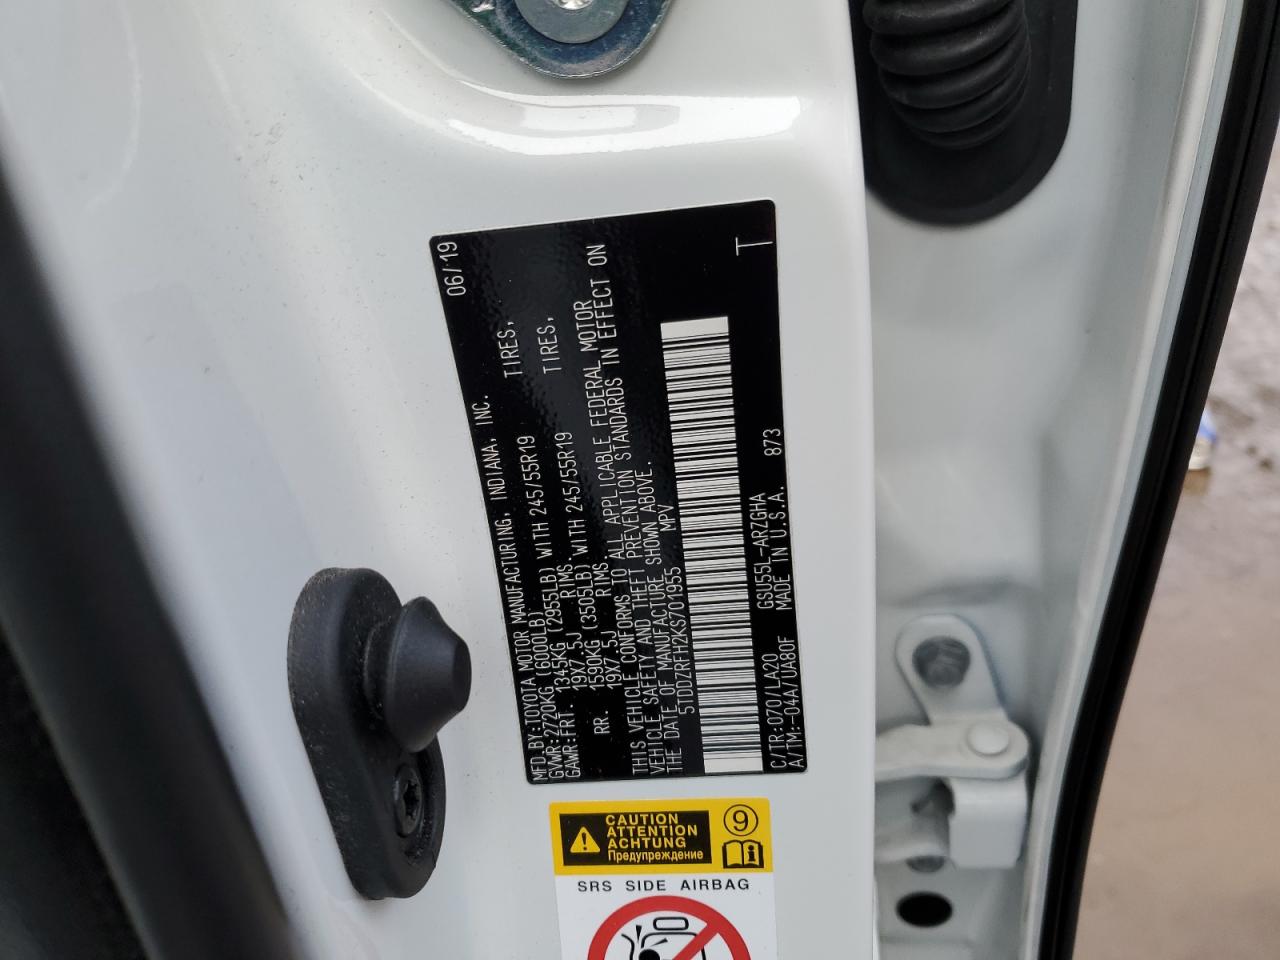 MFD.BY:TOYOTA MOTOR MANUFACTURING, INDIANA, INC. 06/19
GVWR:2720KG (6000LB)
GAWR:FRT. 1345KG (2955LB) WITH 245/55R19 TIRES,
19X7.5J RIMS.
RR. 1590KG (3505LB) WITH 245/55R19 TIRES,
19X7.5J RIMS.
THIS VEHICLE CONFORMS TO ALL APPLICABLE FEDERAL MOTOR
VEHICLE SAFETY AND THEFT PREVENTION STANDARDS IN EFFECT ON
THE DATE OF MANUFACTURE SHOWN ABOVE.
5TDDZRFH2KS701955 MPV
C/TR:070/LA20 GSU55L-ARZGHA
A/TM:-04A/UA80F MADE IN U.S.A. 873
T
CAUTION
ATTENTION
ACHTUNG
Предупреждение
9
i
SRS SIDE AIRBAG